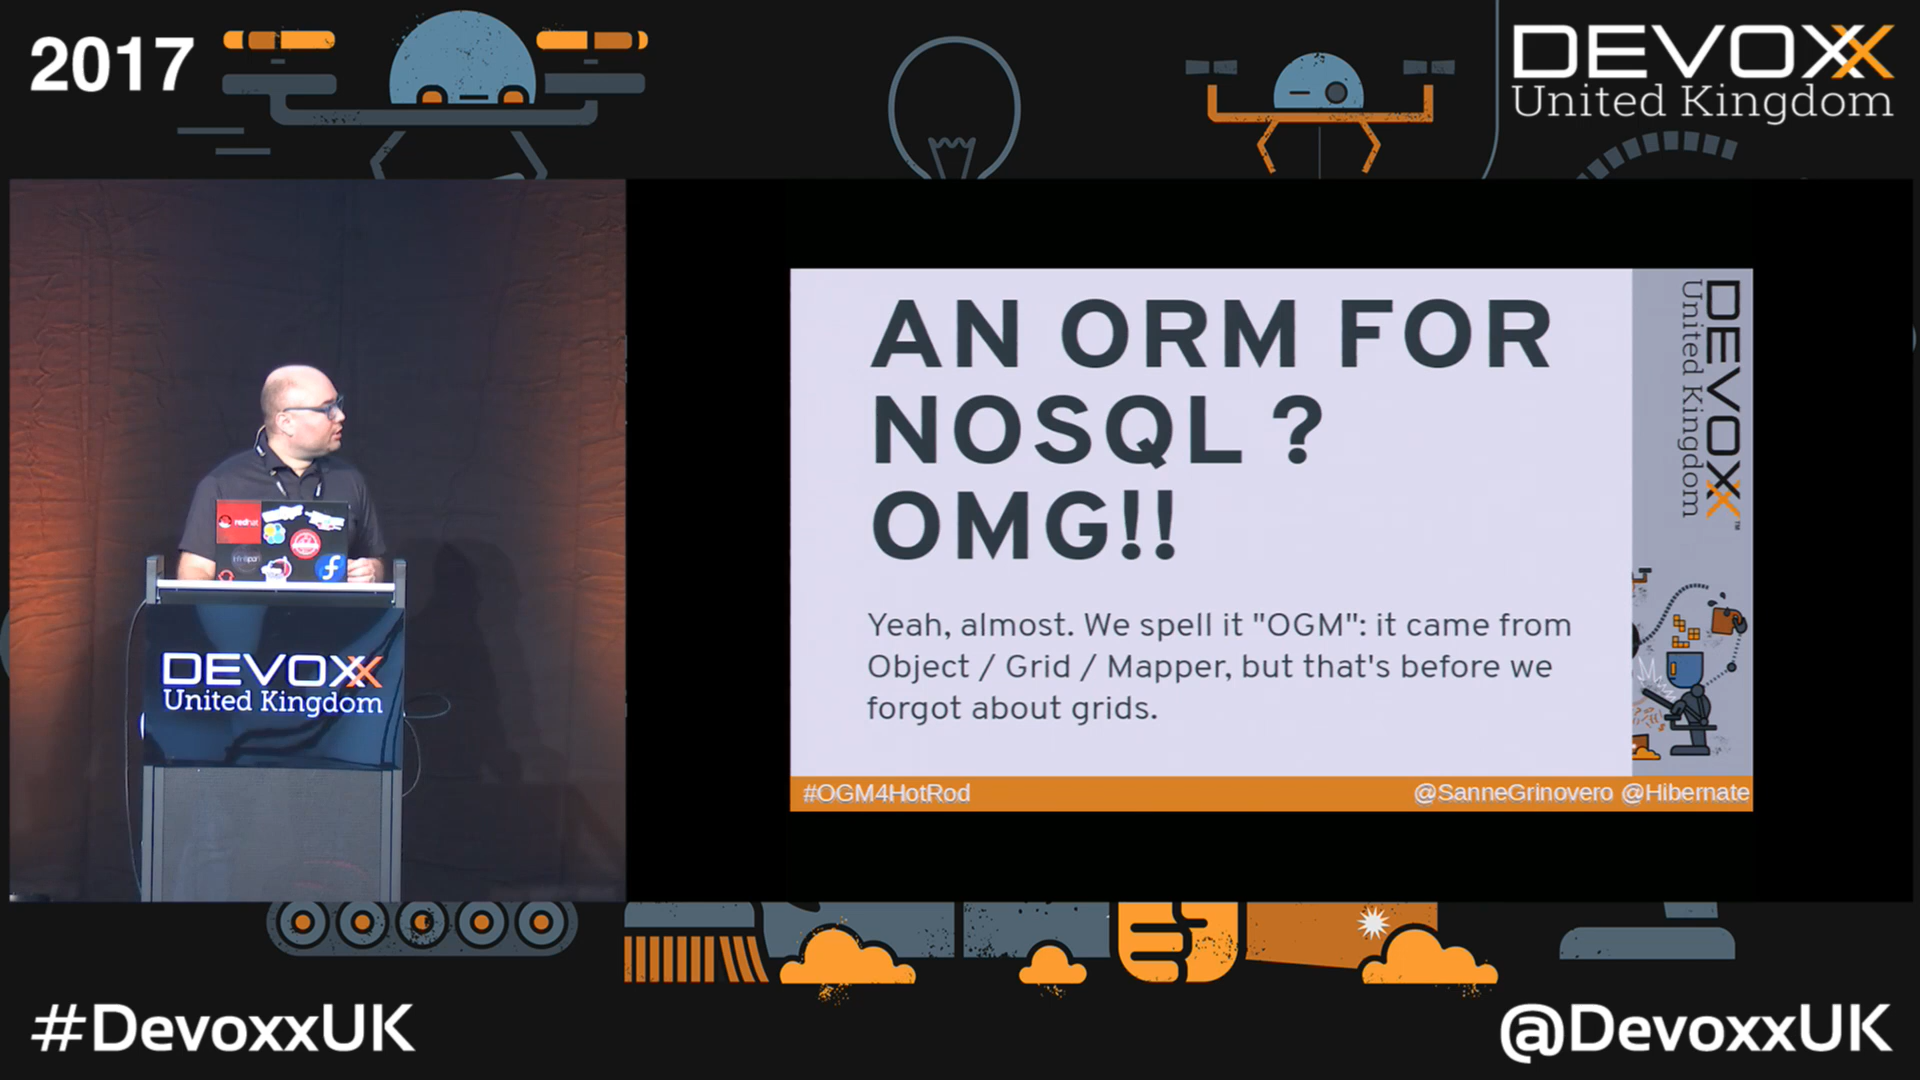 2017
DEVOXX
United Kingdom
AN ORM FOR
NOSQL ?
OMG!!
Yeah, almost. We spell it "OGM": it came from
Object / Grid / Mapper, but that's before we
forgot about grids.
DEVOXX™
United Kingdom
#OGM4HotRod
@SanneGrinovero @Hibernate
redhat
DEVOXX
United Kingdom
#DevoxxUK
@DevoxxUK